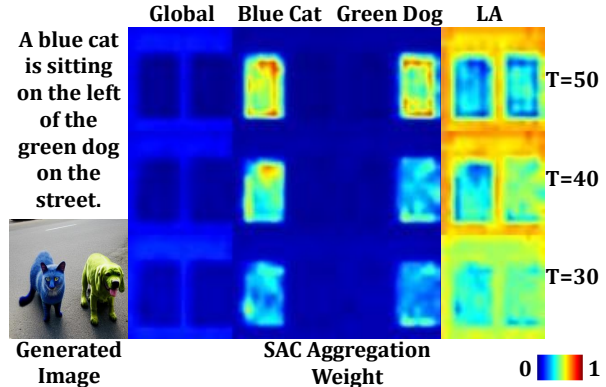 Global Blue Cat Green Dog LA
A blue cat
is sitting
on the left
of the
green dog
on the
street.
T=50
T=40
T=30
Generated
Image
SAC Aggregation
Weight
0 1